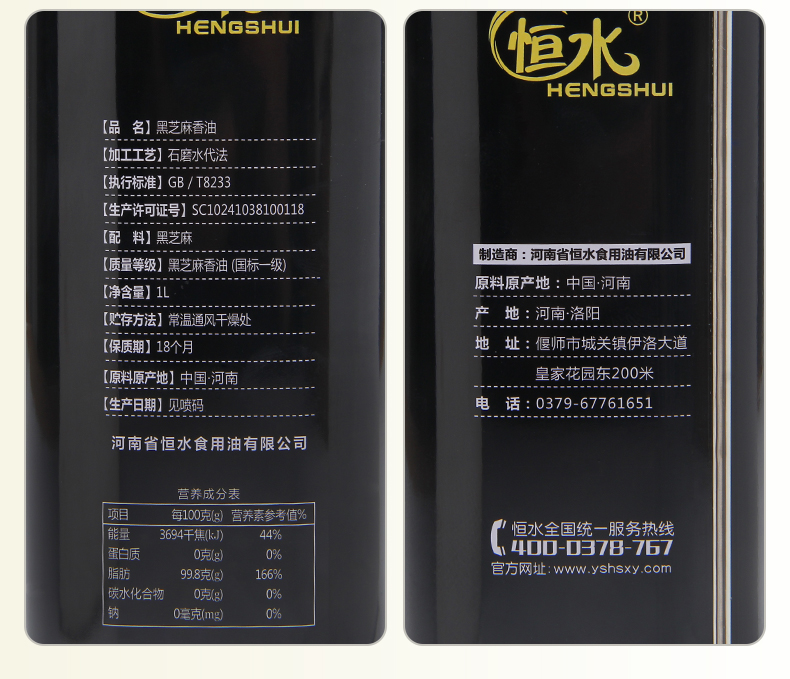 HENGSHUI
【品 名】黑芝麻香油
【加工工艺】石磨水代法
【执行标准】GB / T8233
【生产许可证号】SC10241038100118
【配 料】黑芝麻
【质量等级】黑芝麻香油 (国标一级)
【净含量】1L
【贮存方法】常温通风干燥处
【保质期】18个月
【原料原产地】中国·河南
【生产日期】见喷码
河南省恒水食用油有限公司
营养成分表
项目 每100克(g) 营养素参考值%
能量 3694千焦(kJ) 44%
蛋白质 0克(g) 0%
脂肪 99.8克(g) 166%
碳水化合物 0克(g) 0%
钠 0毫克(mg) 0%
恒水®
HENGSHUI
制造商：河南省恒水食用油有限公司
原料原产地：中国·河南
产 地：河南·洛阳
地 址：偃师市城关镇伊洛大道
皇家花园东200米
电 话：0379-67761651
恒水全国统一服务热线
400-0378-767
官方网址:www.yshsxy.com